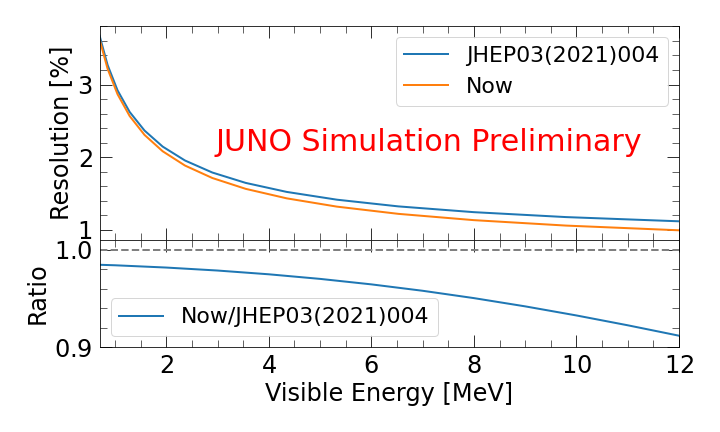 JHEP03(2021)004
Now
JUNO Simulation Preliminary
Resolution [%]
3
2
1
1.0
0.9
Ratio
Now/JHEP03(2021)004
2 4 6 8 10 12
Visible Energy [MeV]